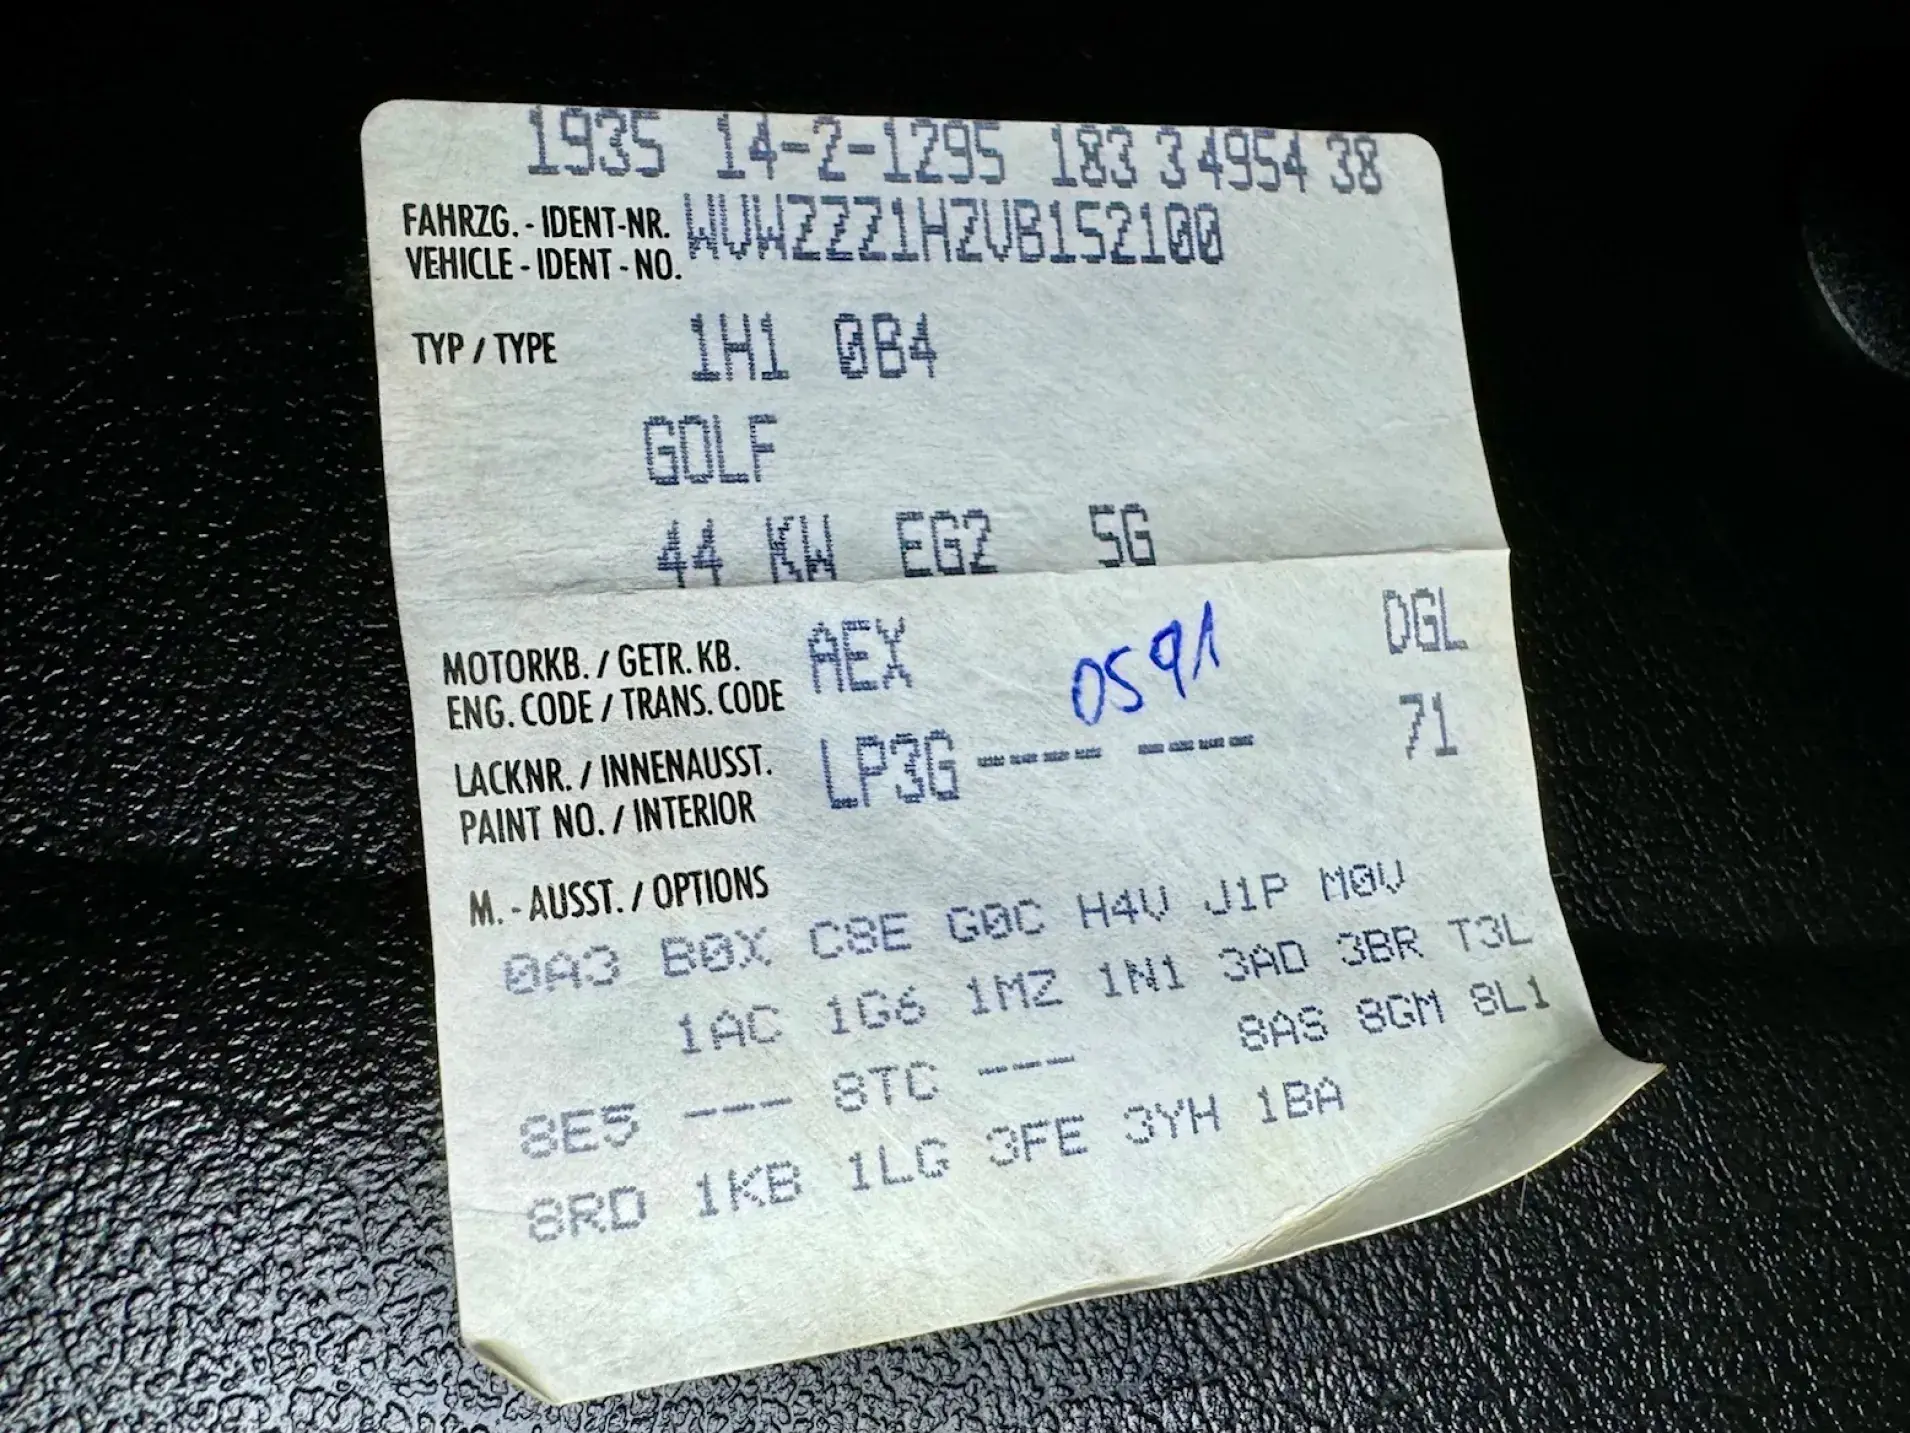 1935 14-2-1295 183 3 4954 38
FAHRZG. - IDENT-NR. WVWZZZ1HZVB152100
VEHICLE - IDENT - NO.
TYP / TYPE 1H1 0B4
GOLF
44 KW EG2 5G
MOTORKB. / GETR. KB. AEX 0591 DGL
ENG. CODE / TRANS. CODE
LACKNR. / INNENAUSST. LP3G ---- ---- 71
PAINT NO. / INTERIOR
M. - AUSST. / OPTIONS
0A3 B0X C8E G0C H4V J1P M0V
1AC 1G6 1MZ 1N1 3AD 3BR T3L
8E5 --- 8TC --- 8AS 8GM 8L1
8RD 1KB 1LG 3FE 3YH 1BA